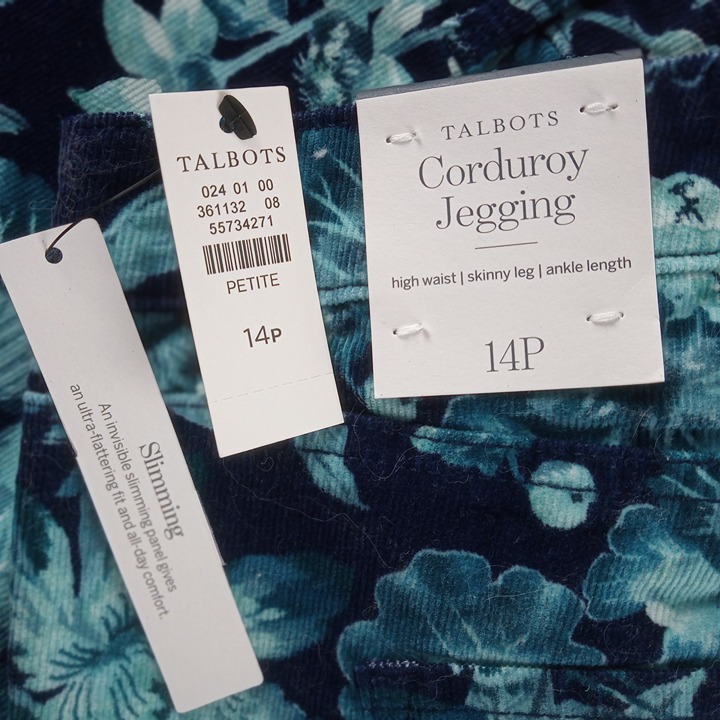 TALBOTS
024 01 00
361132 08
55734271
PETITE
14P
TALBOTS
Corduroy
Jegging
high waist | skinny leg | ankle length
14P
Slimming
An invisible slimming panel gives
an ultra-flattering fit and all-day comfort.